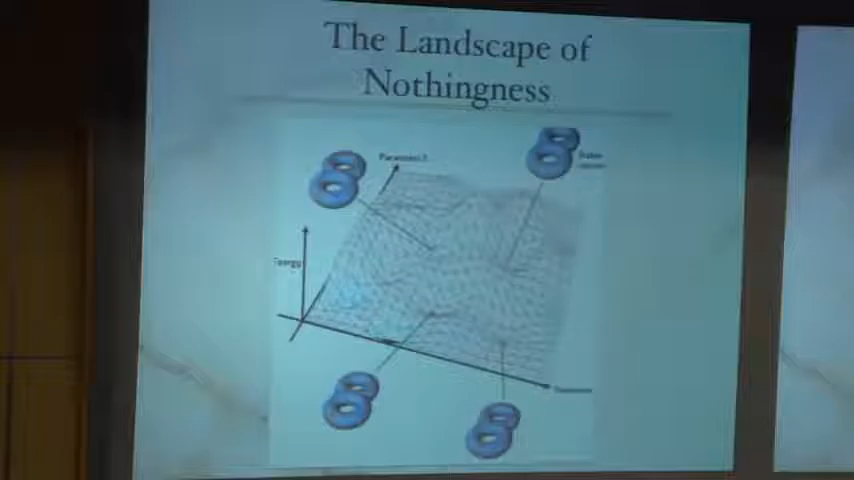 The Landscape of
Nothingness
Parameter 2
Energy